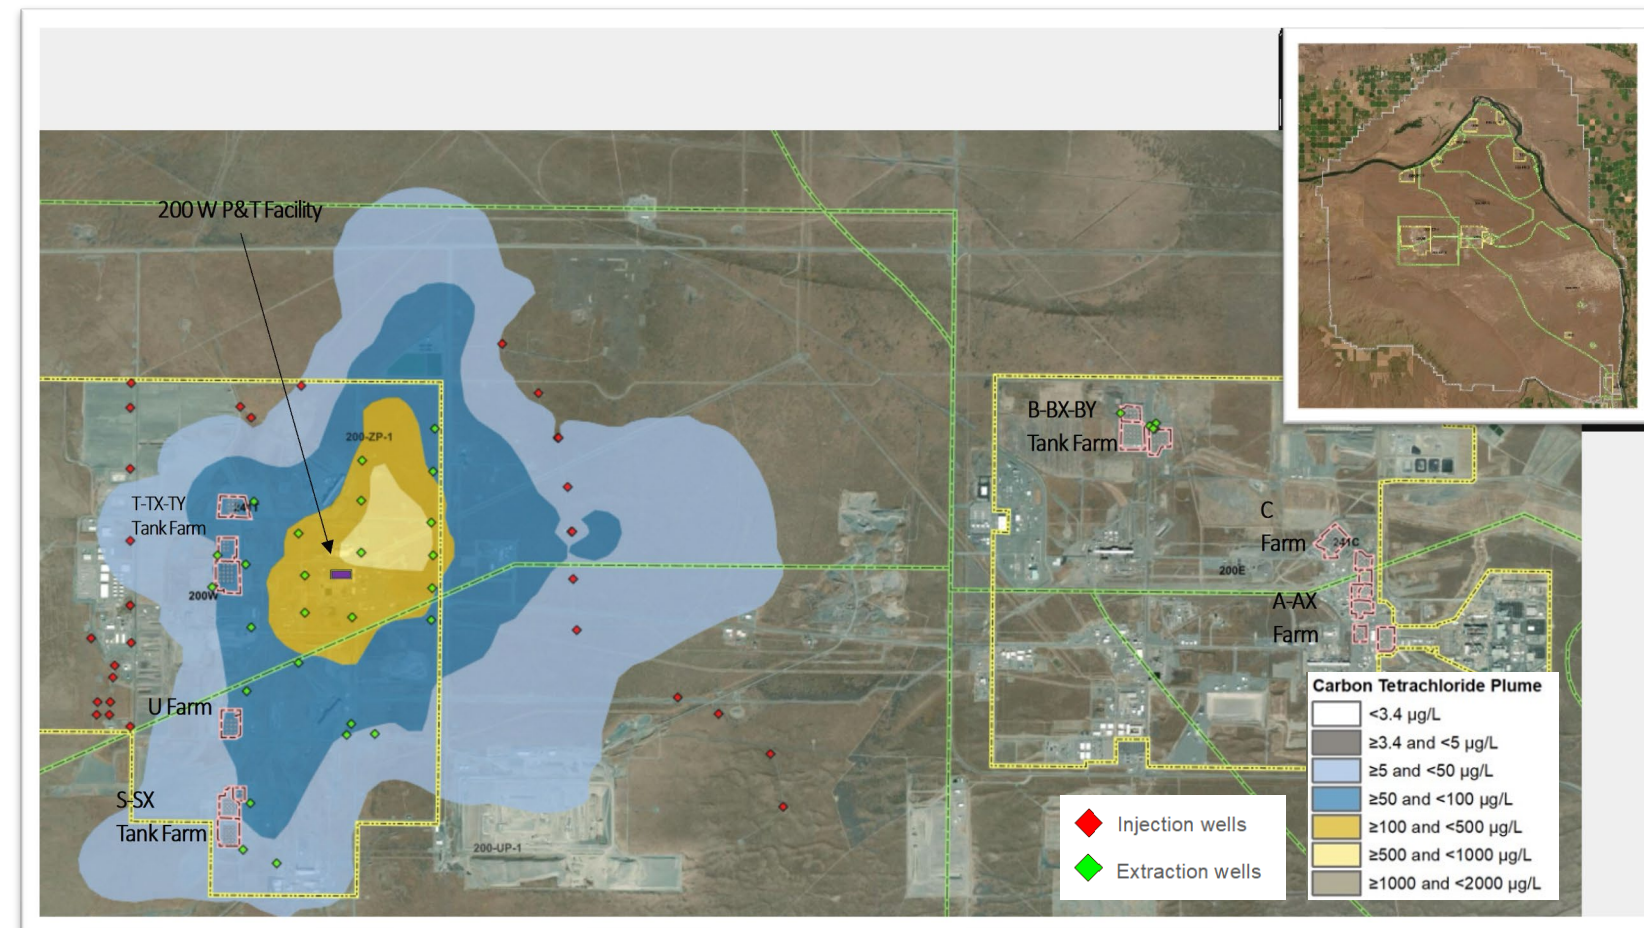 200 W P&T Facility
200-ZP-1
T-TX-TY
Tank Farm
241T
200W
U Farm
S-SX
Tank Farm
200-UP-1
B-BX-BY
Tank Farm
C
Farm
241C
200E
A-AX
Farm
Injection wells
Extraction wells
Carbon Tetrachloride Plume
<3.4 µg/L
≥3.4 and <5 µg/L
≥5 and <50 µg/L
≥50 and <100 µg/L
≥100 and <500 µg/L
≥500 and <1000 µg/L
≥1000 and <2000 µg/L